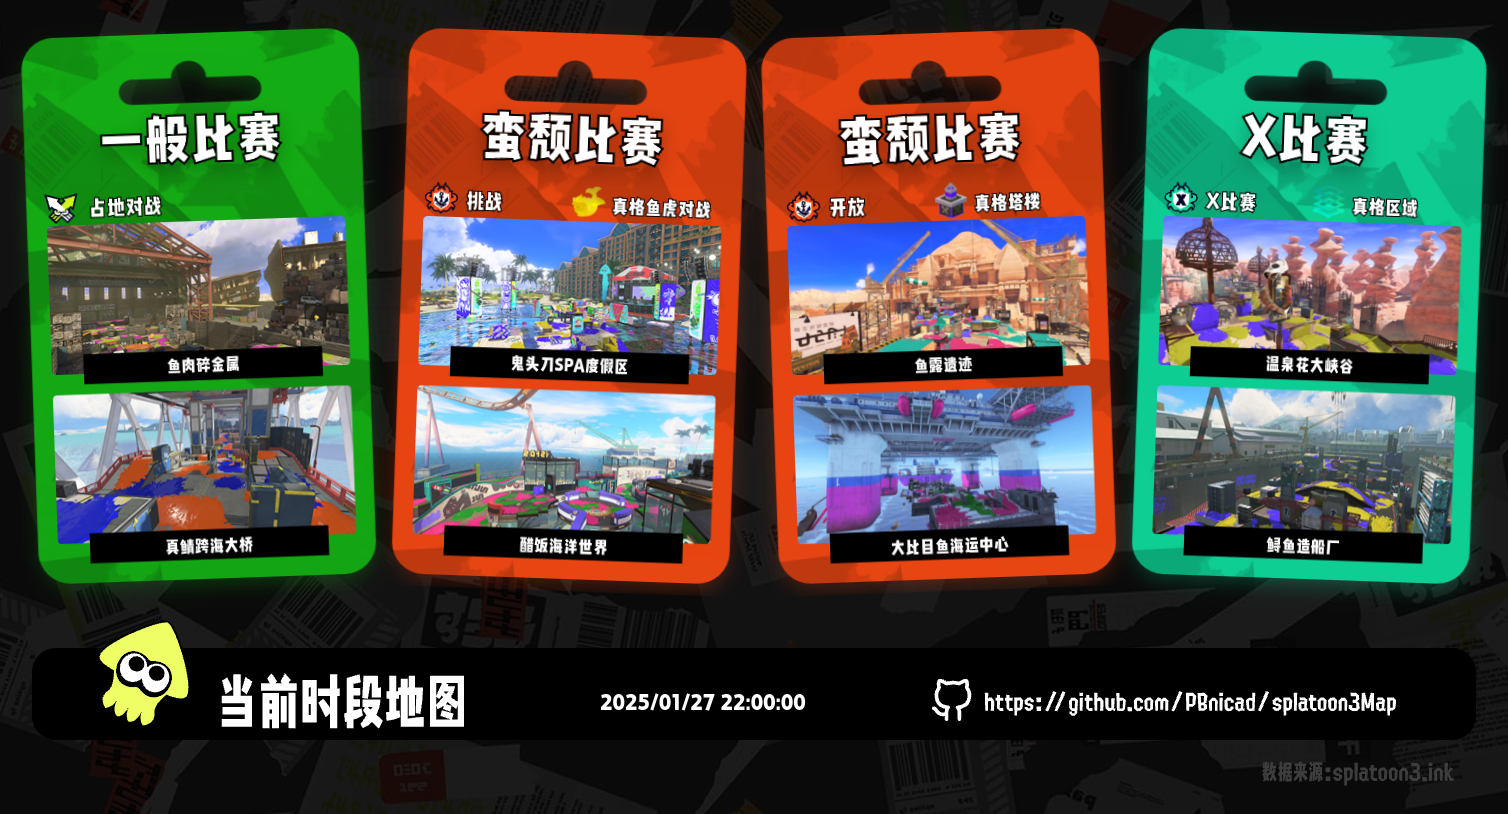 一般比赛
占地对战
鱼肉碎金属
真鲭跨海大桥
蛮颓比赛
挑战
真格鱼虎对战
鬼头刀SPA度假区
醋饭海洋世界
蛮颓比赛
开放
真格塔楼
鱼露遗迹
大比目鱼海运中心
X比赛
X比赛
真格区域
温泉花大峡谷
鲟鱼造船厂
当前时段地图
2025/01/27 22:00:00
https://github.com/PBnicad/splatoon3Map
数据来源:splatoon3.ink